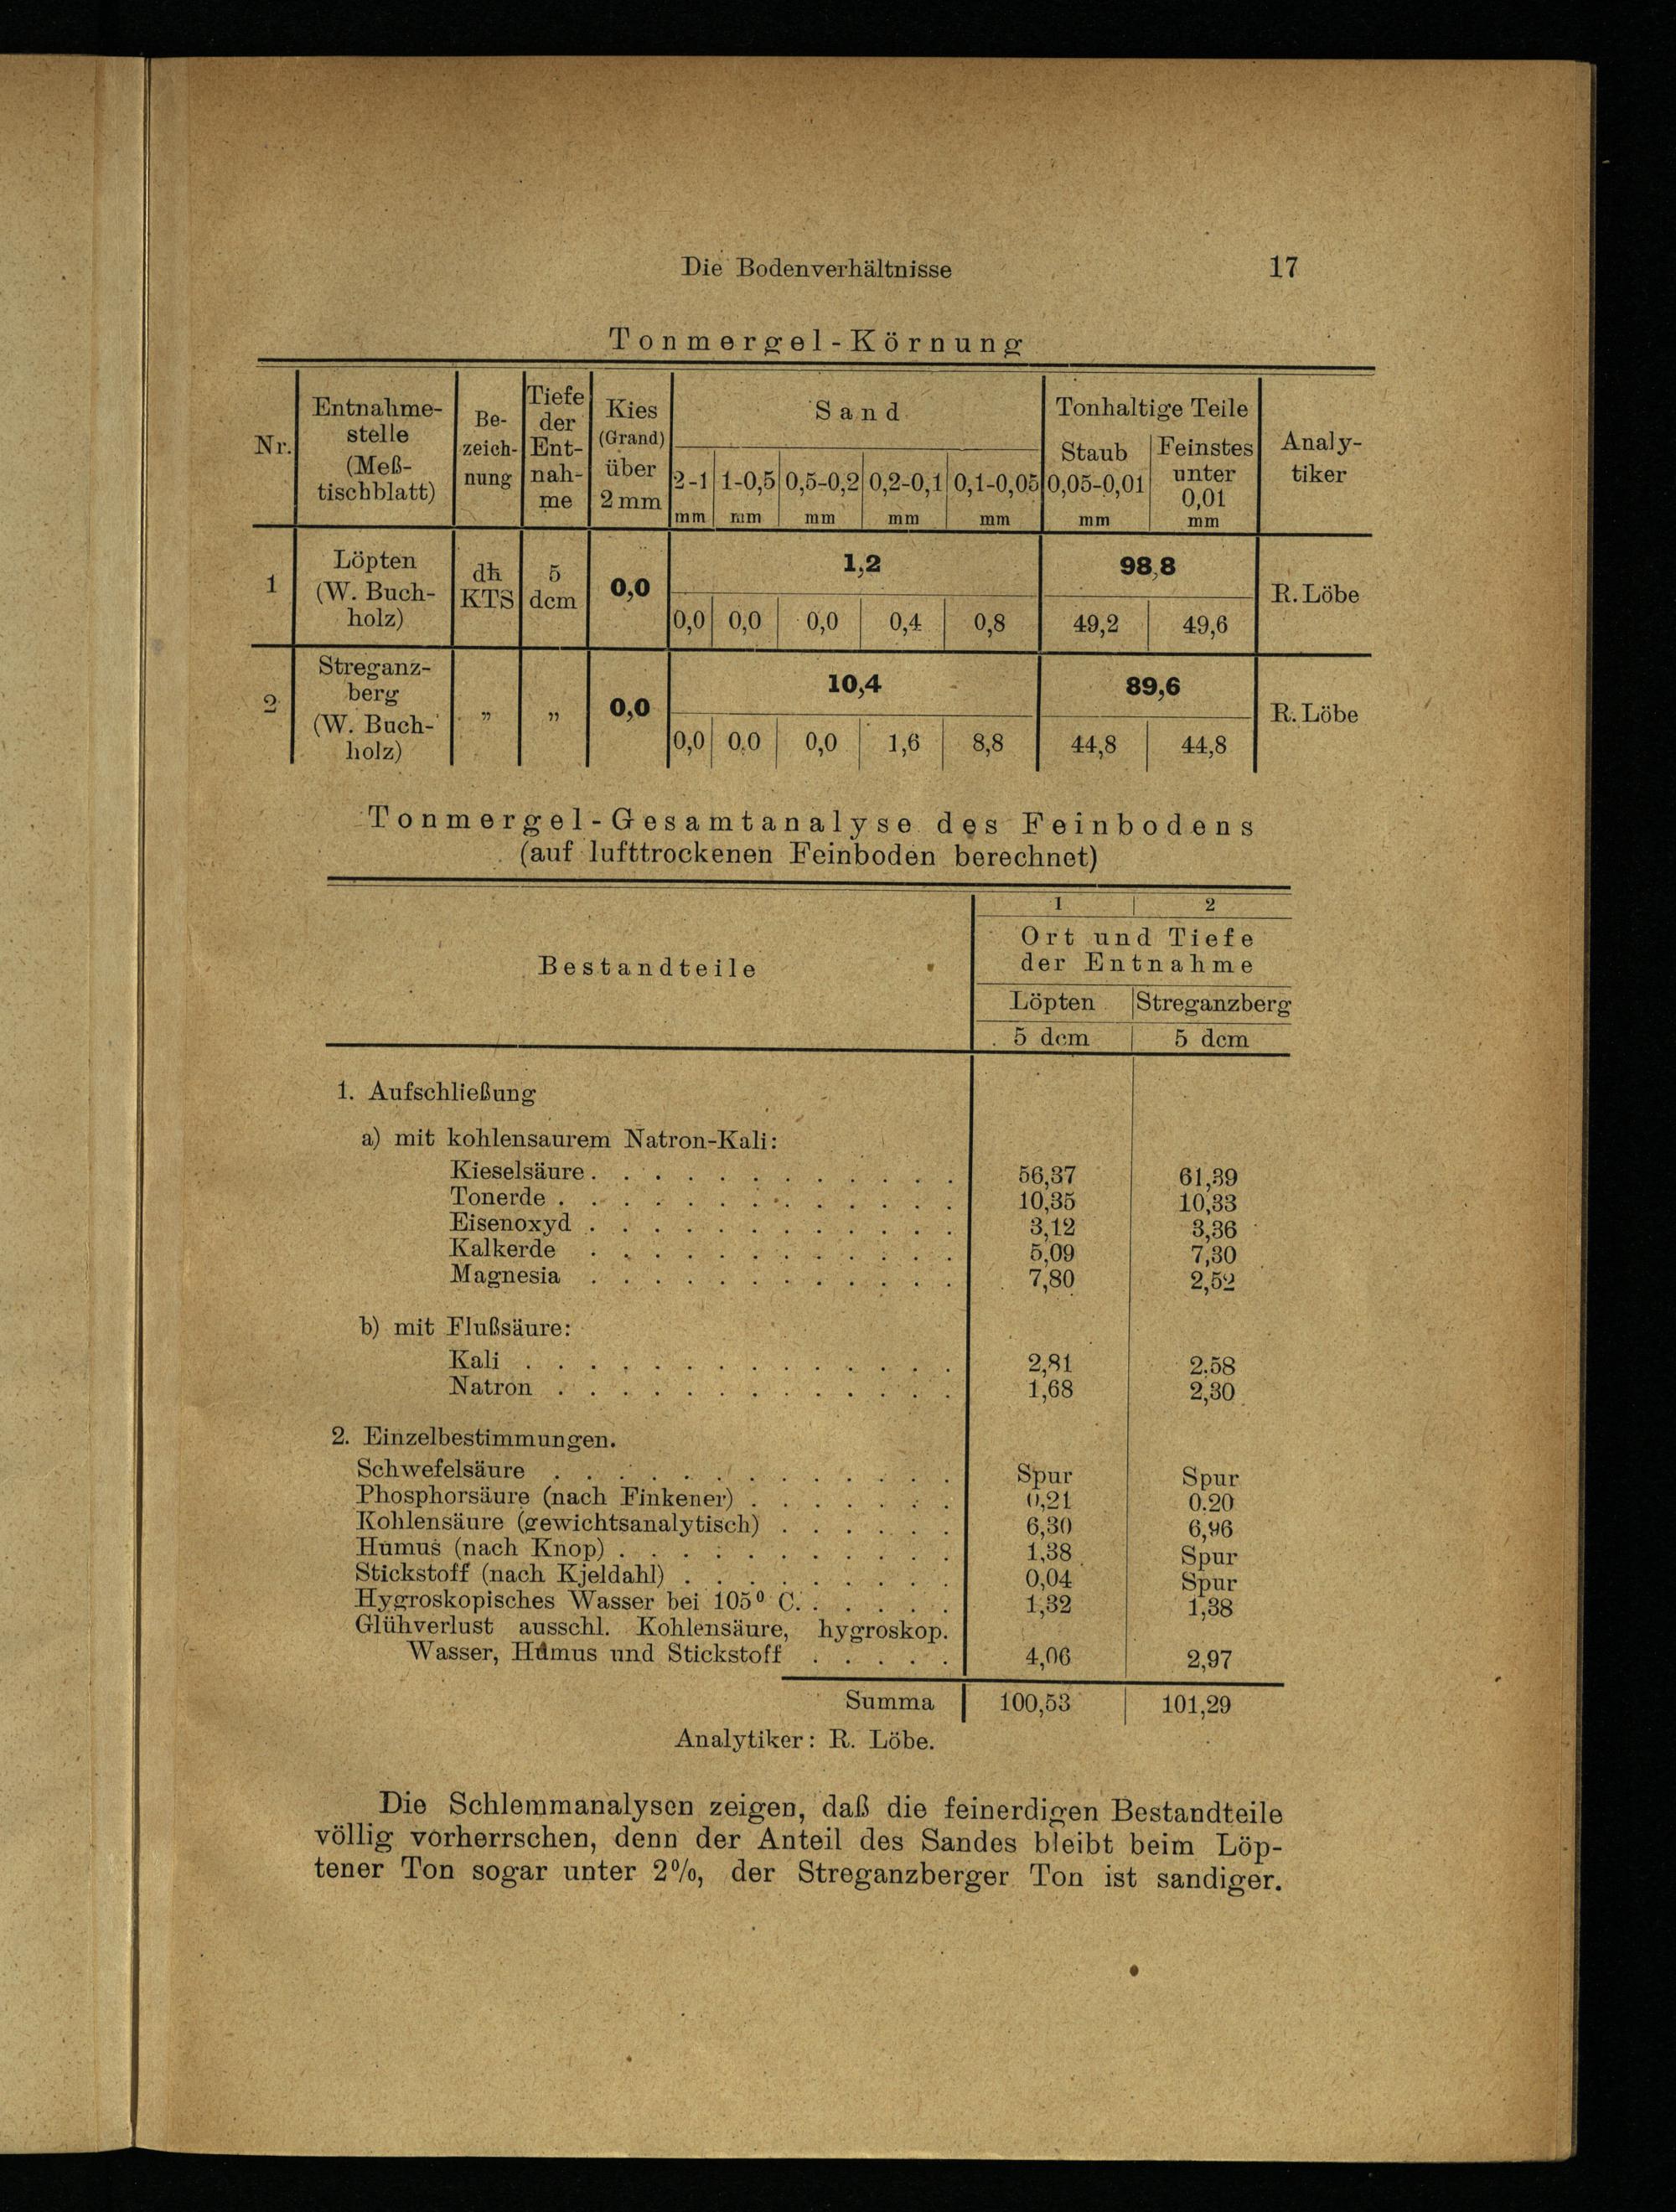 Die Bodenverhältnisse 17
Tonmergel-Körnung
Nr. Entnahme-stelle (Meß-tischblatt) Be-zeich-nung Tiefe der Ent-nah-me Kies (Grand) über 2 mm Sand Tonhaltige Teile Analy-tiker
2-1 mm 1-0,5 mm 0,5-0,2 mm 0,2-0,1 mm 0,1-0,05 mm Staub 0,05-0,01 mm Feinstes unter 0,01 mm
1 Löpten (W. Buch-holz) dh KTS 5 dcm 0,0 1,2 98,8 R. Löbe
0,0 0,0 0,0 0,4 0,8 49,2 49,6
2 Streganz-berg (W. Buch-holz) „ „ 0,0 10,4 89,6 R. Löbe
0,0 0,0 0,0 1,6 8,8 44,8 44,8
Tonmergel-Gesamtanalyse des Feinbodens
(auf lufttrockenen Feinboden berechnet)
1 2
Bestandteile
Ort und Tiefe
der Entnahme
Löpten Streganzberg
5 dcm 5 dcm
1. Aufschließung
a) mit kohlensaurem Natron-Kali:
Kieselsäure . . . . . . . . . . . . 56,37 61,39
Tonerde . . . . . . . . . . . . . 10,35 10,33
Eisenoxyd . . . . . . . . . . . . 3,12 3,36
Kalkerde . . . . . . . . . . . . 5,09 7,30
Magnesia . . . . . . . . . . . . 7,80 2,52
b) mit Flußsäure:
Kali . . . . . . . . . . . . . . 2,81 2,58
Natron . . . . . . . . . . . . . 1,68 2,30
2. Einzelbestimmungen.
Schwefelsäure . . . . . . . . . . . . . Spur Spur
Phosphorsäure (nach Finkener) . . . . . . . 0,21 0.20
Kohlensäure (gewichtsanalytisch) . . . . . . 6,30 6,96
Humus (nach Knop) . . . . . . . . . . . 1,38 Spur
Stickstoff (nach Kjeldahl) . . . . . . . . . 0,04 Spur
Hygroskopisches Wasser bei 105⁰ C. . . . . . 1,32 1,38
Glühverlust ausschl. Kohlensäure, hygroskop.
Wasser, Humus und Stickstoff . . . . . 4,06 2,97
Summa 100,53 101,29
Analytiker: R. Löbe.
Die Schlemmanalysen zeigen, daß die feinerdigen Bestandteile
völlig vorherrschen, denn der Anteil des Sandes bleibt beim Löp-
tener Ton sogar unter 2%, der Streganzberger Ton ist sandiger.